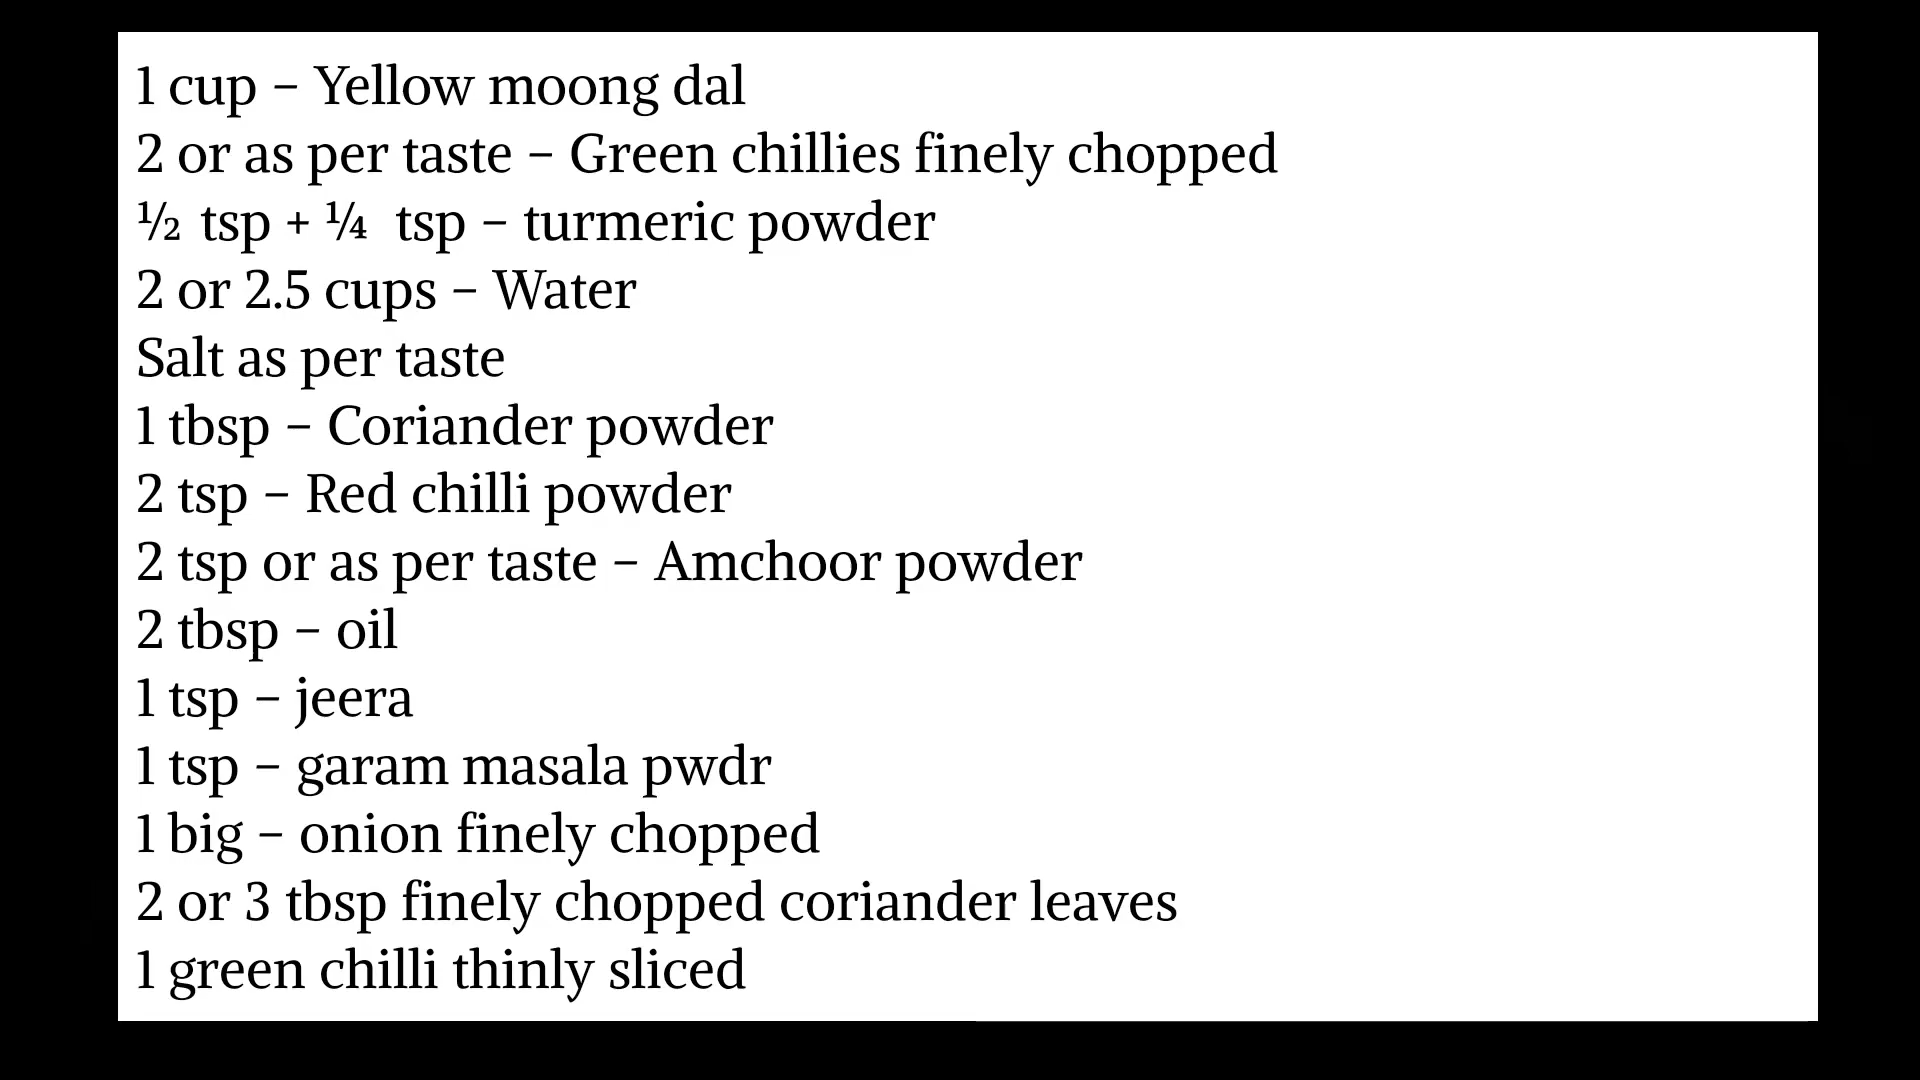 1 cup – Yellow moong dal
2 or as per taste – Green chillies finely chopped
½ tsp + ¼ tsp – turmeric powder
2 or 2.5 cups – Water
Salt as per taste
1 tbsp – Coriander powder
2 tsp – Red chilli powder
2 tsp or as per taste – Amchoor powder
2 tbsp – oil
1 tsp – jeera
1 tsp – garam masala pwdr
1 big – onion finely chopped
2 or 3 tbsp finely chopped coriander leaves
1 green chilli thinly sliced